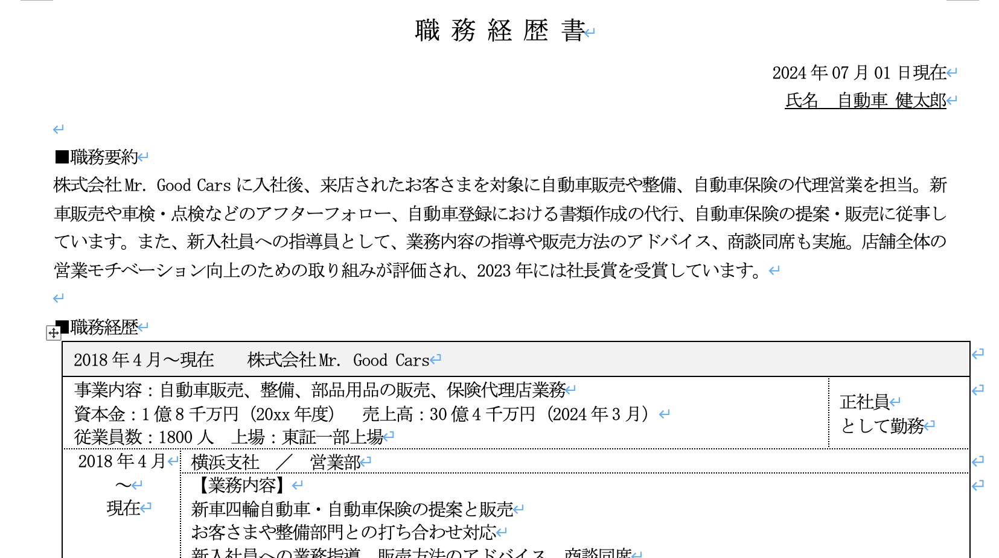 職 務 経 歴 書
2024 年 07 月 01 日現在
氏名　自動車 健太郎
■職務要約
株式会社 Mr. Good Cars に入社後、来店されたお客さまを対象に自動車販売や整備、自動車保険の代理営業を担当。新
車販売や車検・点検などのアフターフォロー、自動車登録における書類作成の代行、自動車保険の提案・販売に従事し
ています。また、新入社員への指導員として、業務内容の指導や販売方法のアドバイス、商談同席も実施。店舗全体の
営業モチベーション向上のための取り組みが評価され、2023 年には社長賞を受賞しています。
■職務経歴
2018 年 4 月～現在　　株式会社 Mr. Good Cars
事業内容：自動車販売、整備、部品用品の販売、保険代理店業務
資本金：1 億 8 千万円（20xx 年度）　売上高：30 億 4 千万円（2024 年 3 月）
従業員数：1800 人　上場：東証一部上場
正社員
として勤務
2018 年 4 月
～
現在
横浜支社　／　営業部
【業務内容】
新車四輪自動車・自動車保険の提案と販売
お客さまや整備部門との打ち合わせ対応
新入社員への業務指導、販売方法のアドバイス、商談同席